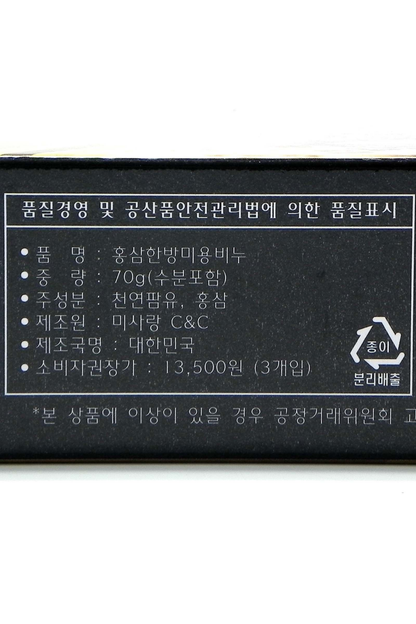 품질경영 및 공산품안전관리법에 의한 품질표시
• 품 명 : 홍삼한방미용비누
• 중 량 : 70g(수분포함)
• 주성분 : 천연팜유, 홍삼
• 제조원 : 미사랑 C&C
• 제조국명 : 대한민국
• 소비자권장가 : 13,500원 (3개입)
종이
분리배출
*본 상품에 이상이 있을 경우 공정거래위원회 고